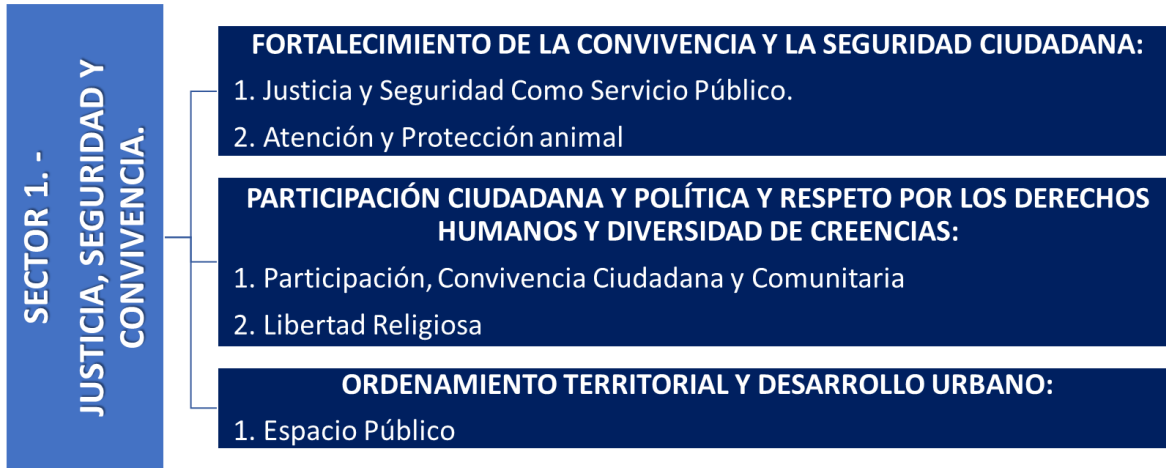 SECTOR 1. -
JUSTICIA, SEGURIDAD Y
CONVIVENCIA.
FORTALECIMIENTO DE LA CONVIVENCIA Y LA SEGURIDAD CIUDADANA:
1. Justicia y Seguridad Como Servicio Público.
2. Atención y Protección animal
PARTICIPACIÓN CIUDADANA Y POLÍTICA Y RESPETO POR LOS DERECHOS
HUMANOS Y DIVERSIDAD DE CREENCIAS:
1. Participación, Convivencia Ciudadana y Comunitaria
2. Libertad Religiosa
ORDENAMIENTO TERRITORIAL Y DESARROLLO URBANO:
1. Espacio Público